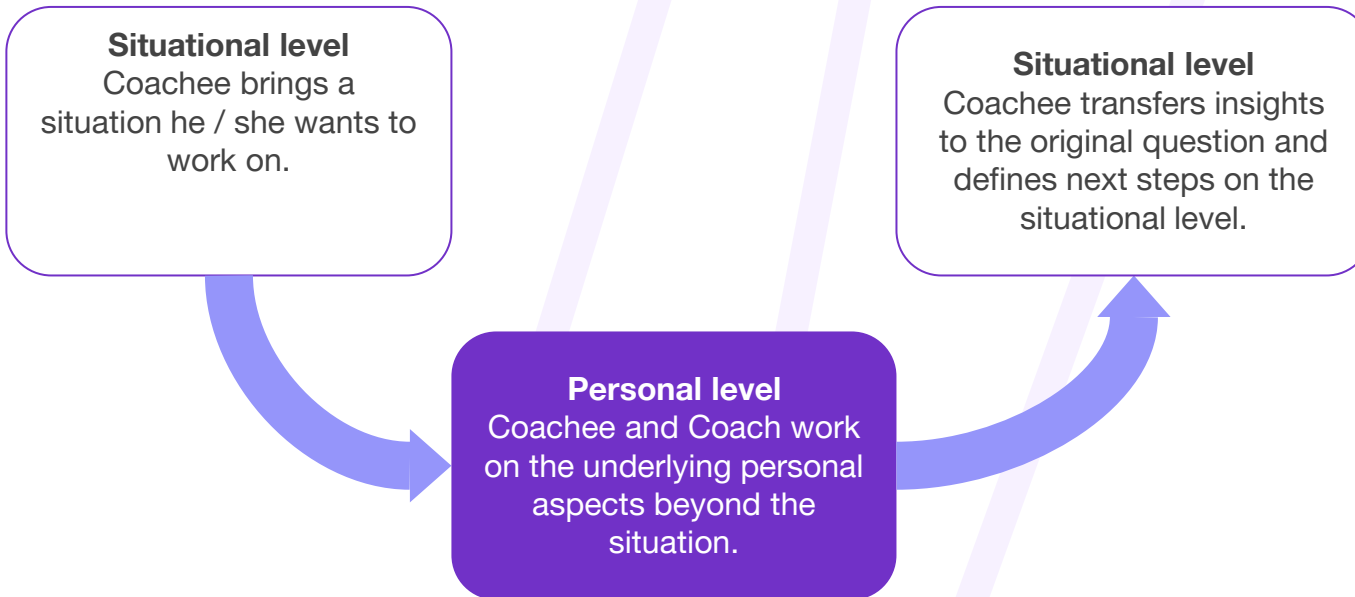 Situational level
Coachee brings a
situation he / she wants to
work on.
Situational level
Coachee transfers insights
to the original question and
defines next steps on the
situational level.
Personal level
Coachee and Coach work
on the underlying personal
aspects beyond the
situation.